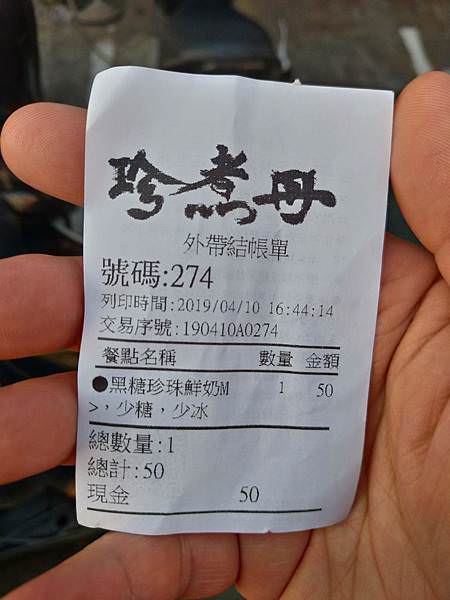 珍煮丹
外帶結帳單
號碼:274
列印時間:2019/04/10 16:44:14
交易序號:190410A0274
餐點名稱 數量 金額
●黑糖珍珠鮮奶M 1 50
>，少糖，少冰
總數量:1
總計:50
現金 50